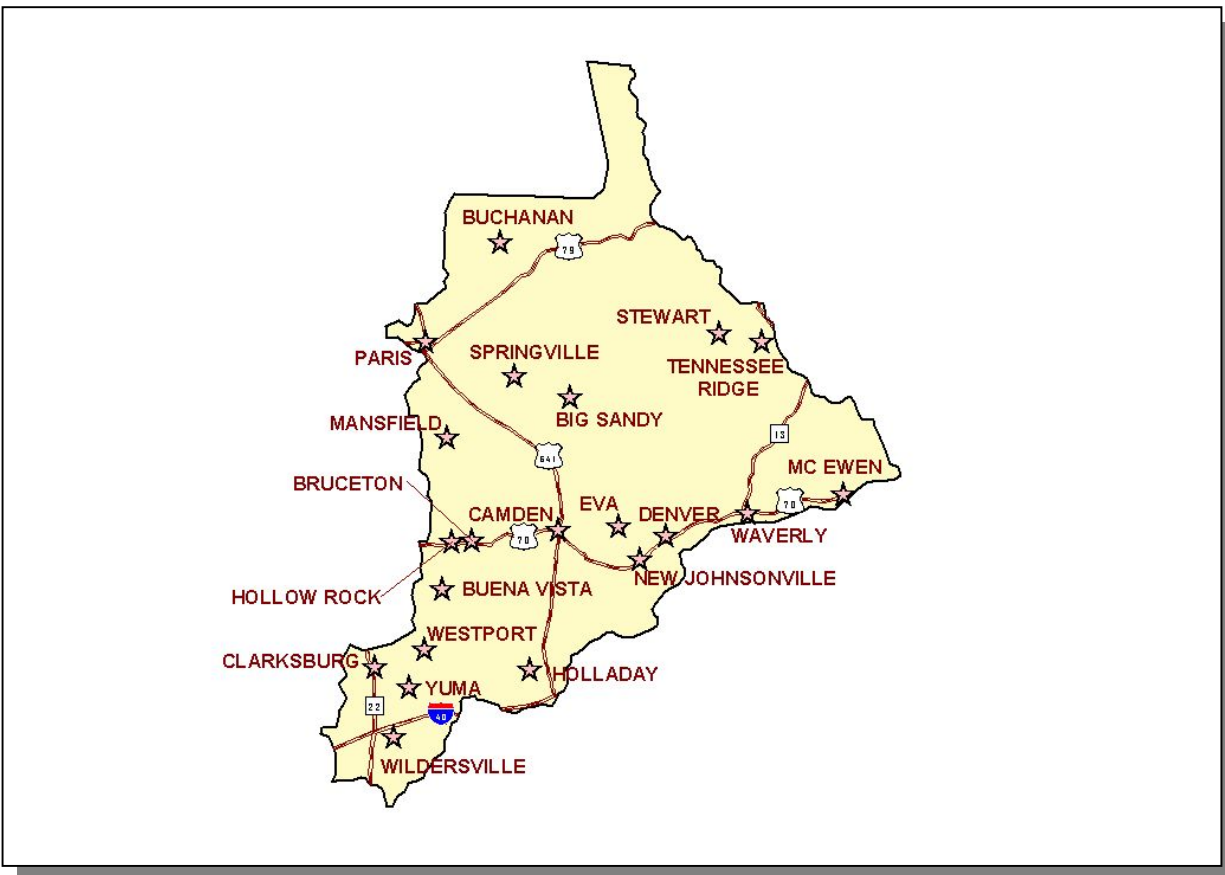 BUCHANAN
79
STEWART
PARIS
SPRINGVILLE
TENNESSEE
RIDGE
BIG SANDY
MANSFIELD
13
641
MC EWEN
BRUCETON
70
EVA
CAMDEN
DENVER
70
WAVERLY
NEW JOHNSONVILLE
BUENA VISTA
HOLLOW ROCK
WESTPORT
CLARKSBURG
HOLLADAY
YUMA
22
40
WILDERSVILLE